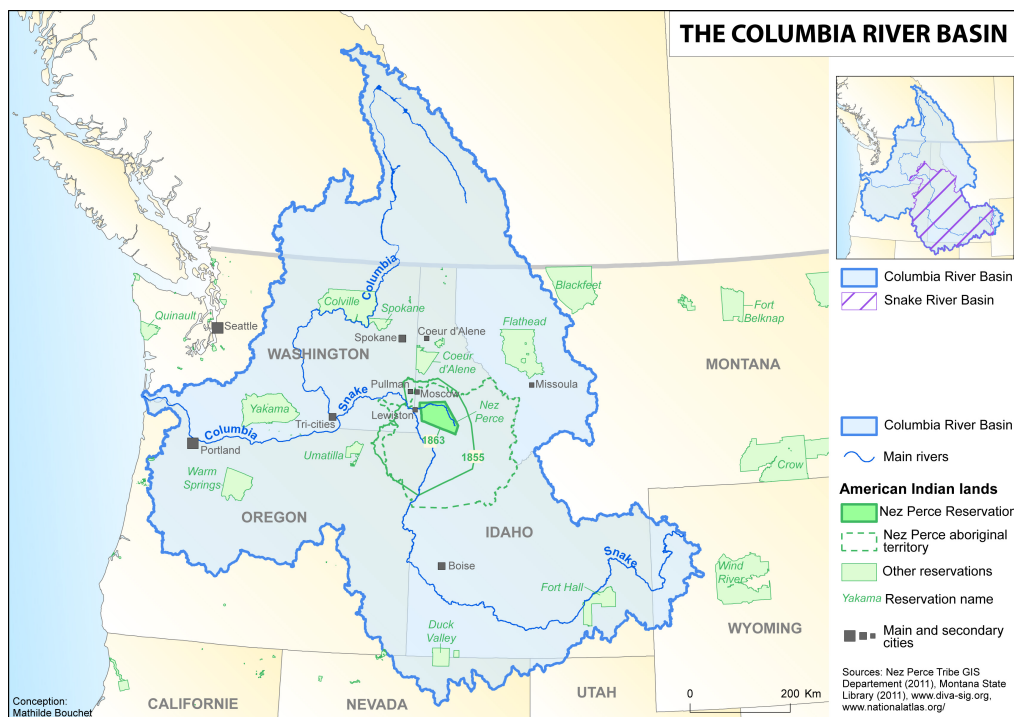 THE COLUMBIA RIVER BASIN
Columbia
Colville
Spokane
Blackfeet
Fort
Belknap
Quinault
Seattle
Spokane
Coeur d'Alene
Flathead
WASHINGTON
Coeur
d'Alene
MONTANA
Pullman
Moscow
Missoula
Snake
Yakama
Lewiston
Nez
Perce
Tri-cities
Columbia
1863
Portland
Umatilla
1855
Crow
Warm
Springs
OREGON
IDAHO
Snake
Boise
Wind
River
Fort Hall
Duck
Valley
WYOMING
UTAH
CALIFORNIE
NEVADA
0
200 Km
Conception:
Mathilde Bouchet
Columbia River Basin
Snake River Basin
Columbia River Basin
Main rivers
American Indian lands
Nez Perce Reservation
Nez Perce aboriginal
territory
Other reservations
Yakama Reservation name
Main and secondary
cities
Sources: Nez Perce Tribe GIS
Departement (2011), Montana State
Library (2011), www.diva-sig.org,
www.nationalatlas.org/